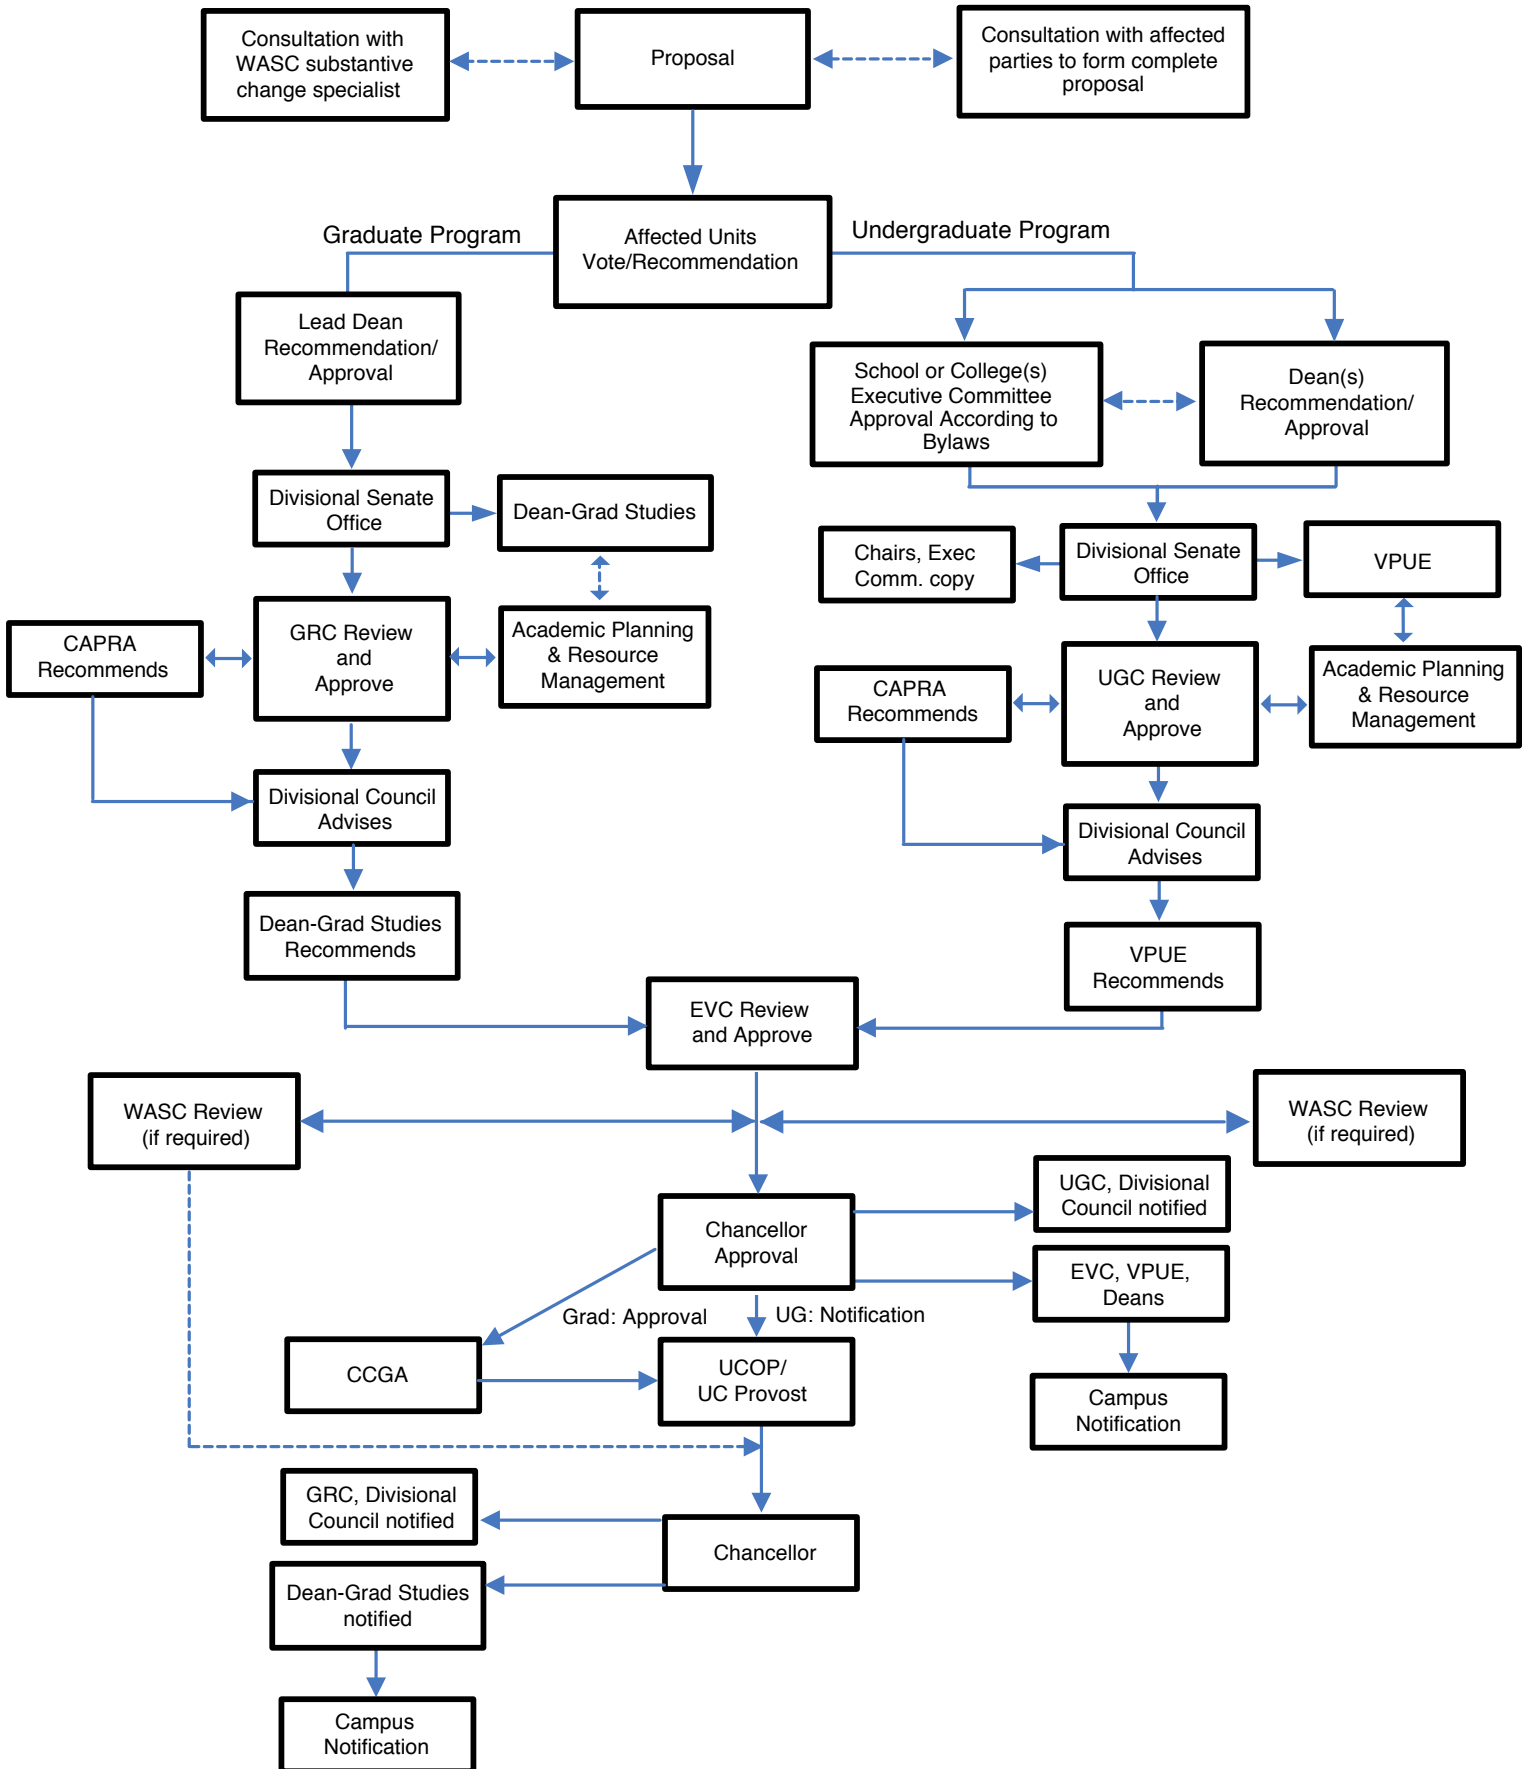 Consultation with
WASC substantive
change specialist
Proposal
Consultation with affected
parties to form complete
proposal
Graduate Program
Affected Units
Vote/Recommendation
Undergraduate Program
Lead Dean
Recommendation/
Approval
School or College(s)
Executive Committee
Approval According to
Bylaws
Dean(s)
Recommendation/
Approval
Divisional Senate
Office
Dean-Grad Studies
Chairs, Exec
Comm. copy
Divisional Senate
Office
VPUE
CAPRA
Recommends
GRC Review
and
Approve
Academic Planning
& Resource
Management
CAPRA
Recommends
UGC Review
and
Approve
Academic Planning
& Resource
Management
Divisional Council
Advises
Divisional Council
Advises
Dean-Grad Studies
Recommends
VPUE
Recommends
EVC Review
and Approve
WASC Review
(if required)
WASC Review
(if required)
Chancellor
Approval
UGC, Divisional
Council notified
EVC, VPUE,
Deans
Grad: Approval
UG: Notification
CCGA
UCOP/
UC Provost
Campus
Notification
GRC, Divisional
Council notified
Chancellor
Dean-Grad Studies
notified
Campus
Notification